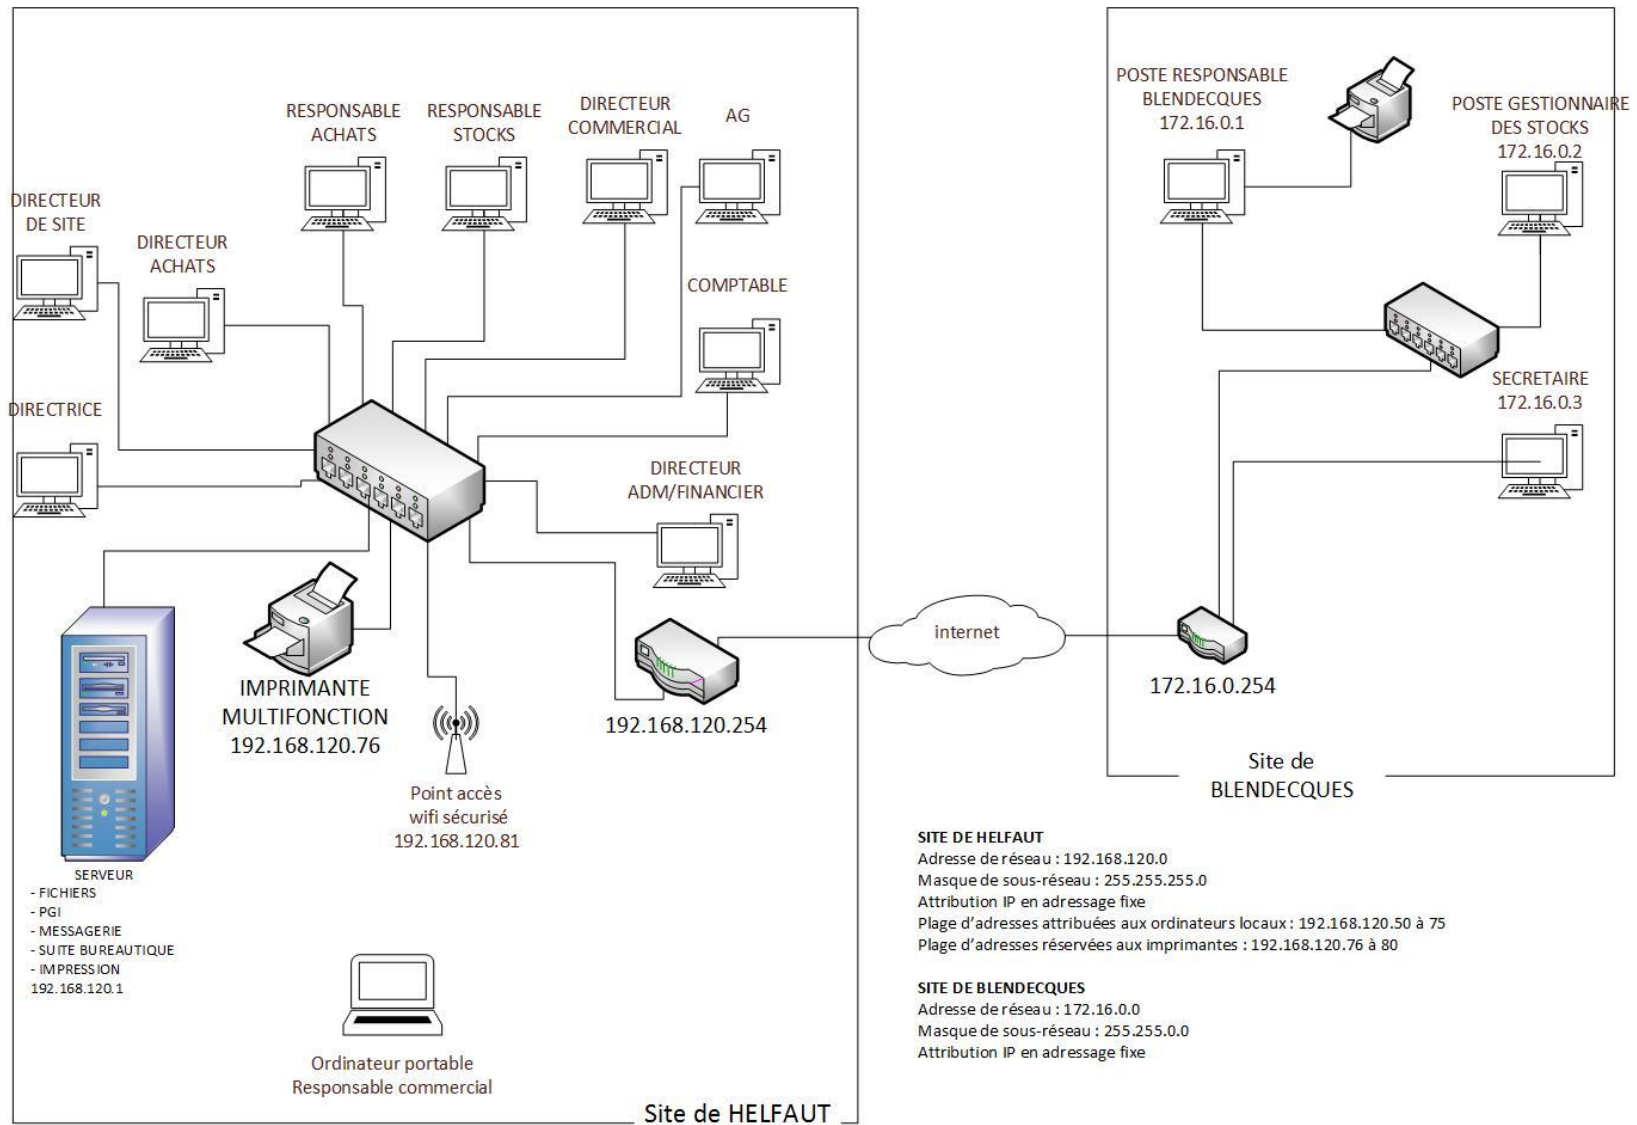 RESPONSABLE
ACHATS
RESPONSABLE
STOCKS
DIRECTEUR
COMMERCIAL
AG
DIRECTEUR
DE SITE
DIRECTEUR
ACHATS
COMPTABLE
DIRECTRICE
DIRECTEUR
ADM/FINANCIER
IMPRIMANTE
MULTIFONCTION
192.168.120.76
192.168.120.254
Point accès
wifi sécurisé
192.168.120.81
SERVEUR
- FICHIERS
- PGI
- MESSAGERIE
- SUITE BUREAUTIQUE
- IMPRESSION
192.168.120.1
Ordinateur portable
Responsable commercial
Site de HELFAUT
internet
POSTE RESPONSABLE
BLENDECQUES
172.16.0.1
POSTE GESTIONNAIRE
DES STOCKS
172.16.0.2
SECRETAIRE
172.16.0.3
172.16.0.254
Site de
BLENDECQUES
SITE DE HELFAUT
Adresse de réseau : 192.168.120.0
Masque de sous-réseau : 255.255.255.0
Attribution IP en adressage fixe
Plage d'adresses attribuées aux ordinateurs locaux : 192.168.120.50 à 75
Plage d'adresses réservées aux imprimantes : 192.168.120.76 à 80
SITE DE BLENDECQUES
Adresse de réseau : 172.16.0.0
Masque de sous-réseau : 255.255.0.0
Attribution IP en adressage fixe